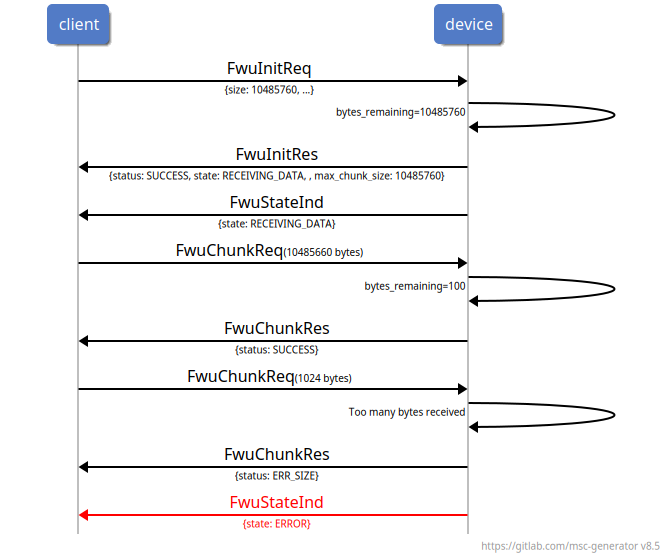 client
device
FwuInitReq
{size: 10485760, ...}
bytes_remaining=10485760
FwuInitRes
{status: SUCCESS, state: RECEIVING_DATA, , max_chunk_size: 10485760}
FwuStateInd
{state: RECEIVING_DATA}
FwuChunkReq(10485660 bytes)
bytes_remaining=100
FwuChunkRes
{status: SUCCESS}
FwuChunkReq(1024 bytes)
Too many bytes received
FwuChunkRes
{status: ERR_SIZE}
FwuStateInd
{state: ERROR}
https://gitlab.com/msc-generator v8.5